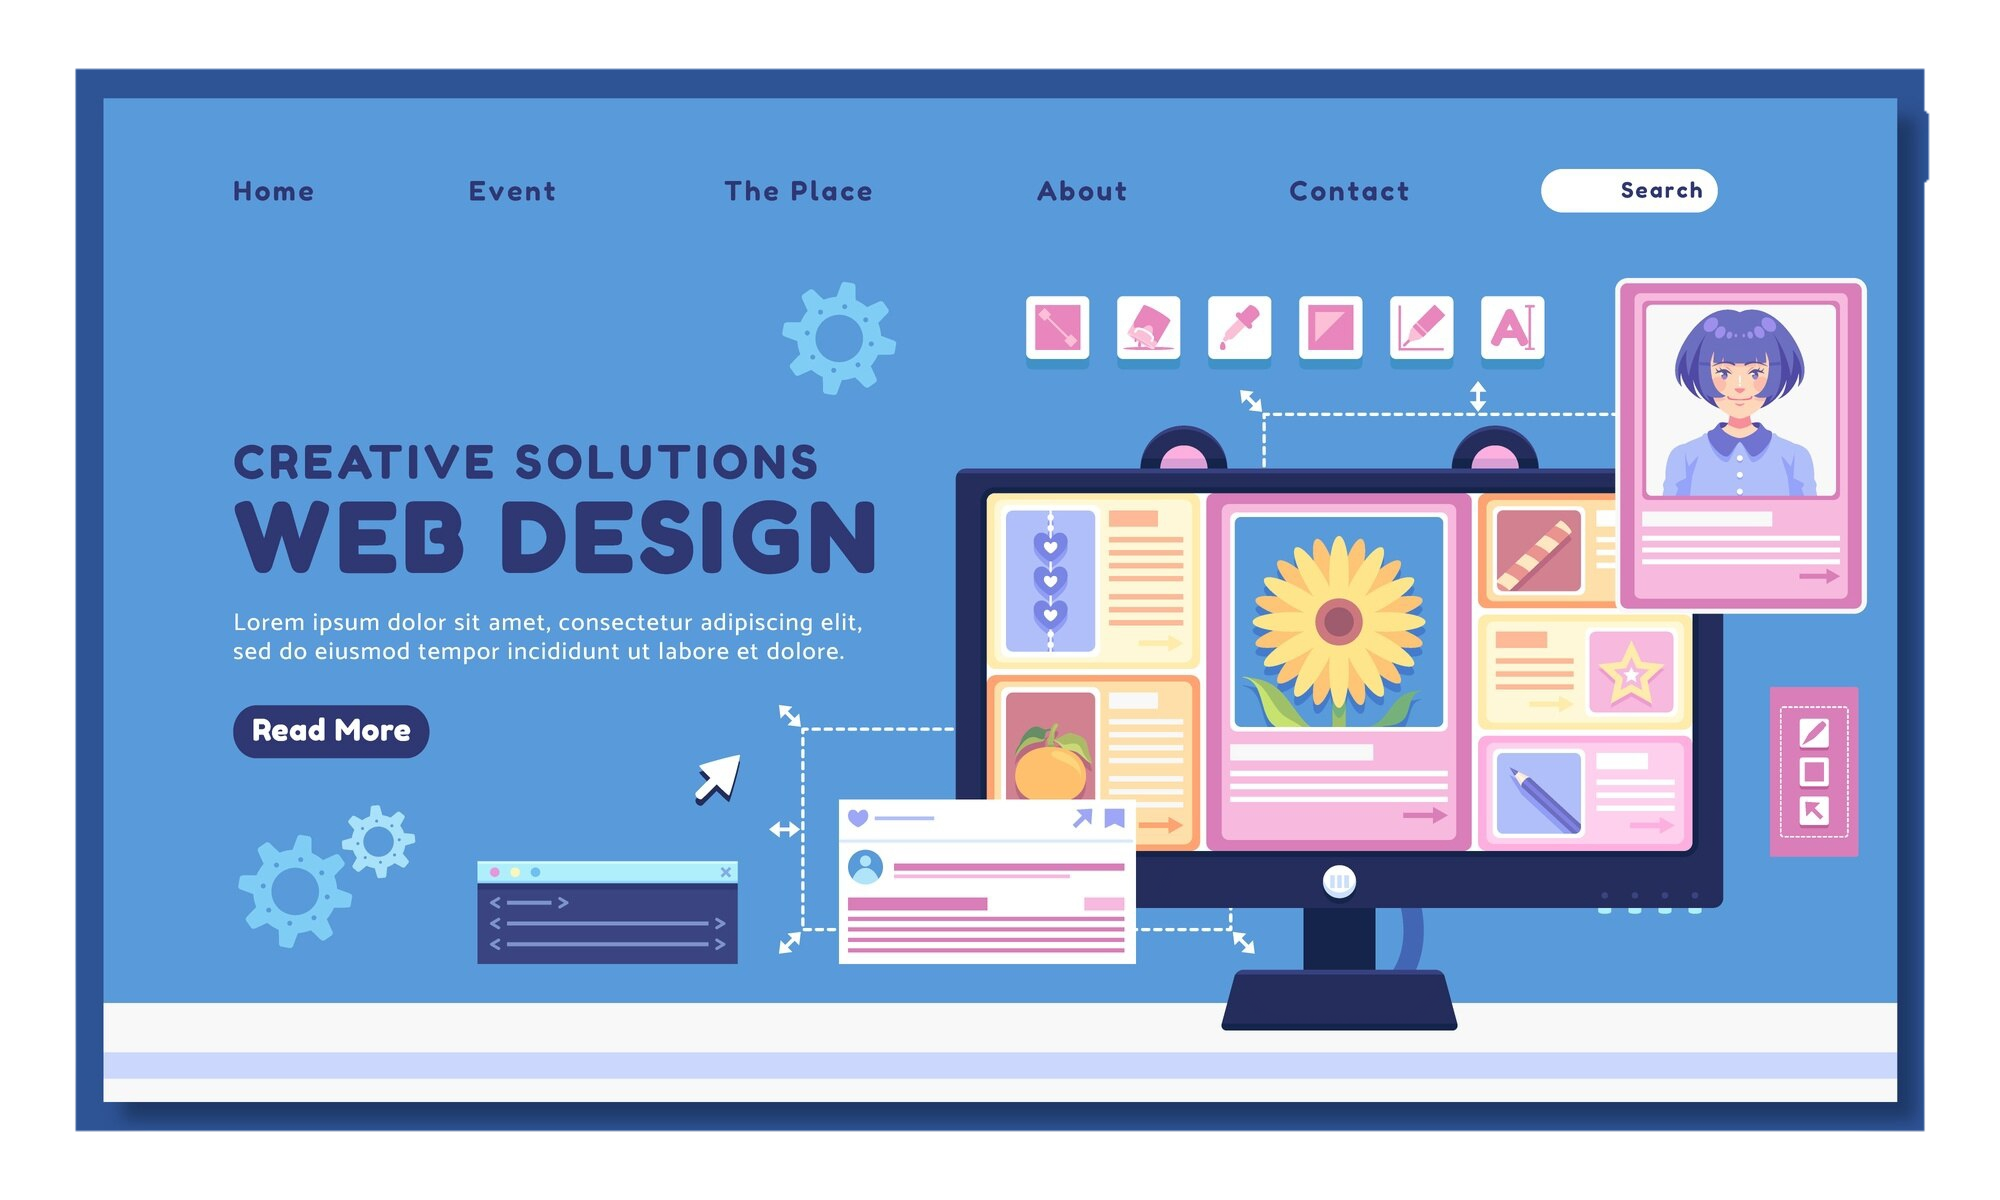 Home
Event
The Place
About
Contact
Search
A
CREATIVE SOLUTIONS
WEB DESIGN
Lorem ipsum dolor sit amet, consectetur adipiscing elit,
sed do eiusmod tempor incididunt ut labore et dolore.
Read More